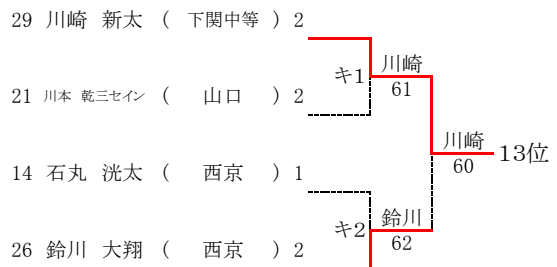 29 川崎 新太 ( 下関中等 ) 2
キ1 川崎
61
21 川本 乾三セイン ( 山口 ) 2
川崎 13位
60
14 石丸 洸太 ( 西京 ) 1
キ2 鈴川
62
26 鈴川 大翔 ( 西京 ) 2